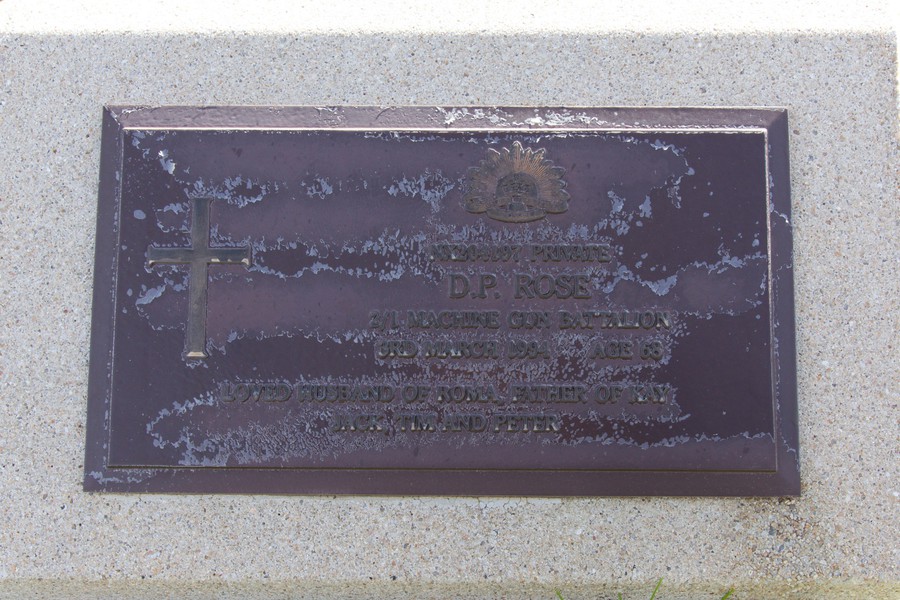 PRIVATE
D.P. ROSE
2/1 MACHINE GUN BATTALION
3RD MARCH 1994 AGE 68
LOVED HUSBAND OF ROMA, FATHER OF KAY
JACK, TIM AND PETER